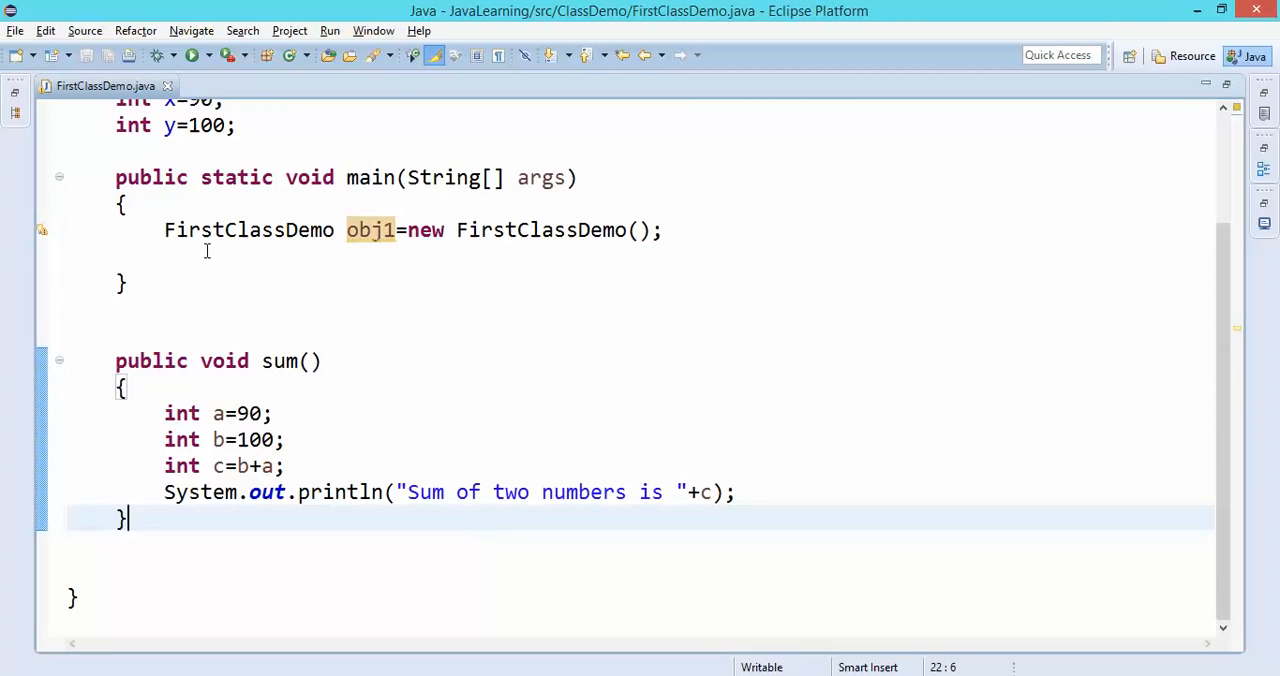 Java - JavaLearning/src/ClassDemo/FirstClassDemo.java - Eclipse Platform
File Edit Source Refactor Navigate Search Project Run Window Help
Quick Access Resource Java
FirstClassDemo.java
int x=90;
int y=100;
public static void main(String[] args)
{
FirstClassDemo obj1=new FirstClassDemo();
}
public void sum()
{
int a=90;
int b=100;
int c=b+a;
System.out.println("Sum of two numbers is "+c);
}
}
Writable Smart Insert 22 : 6